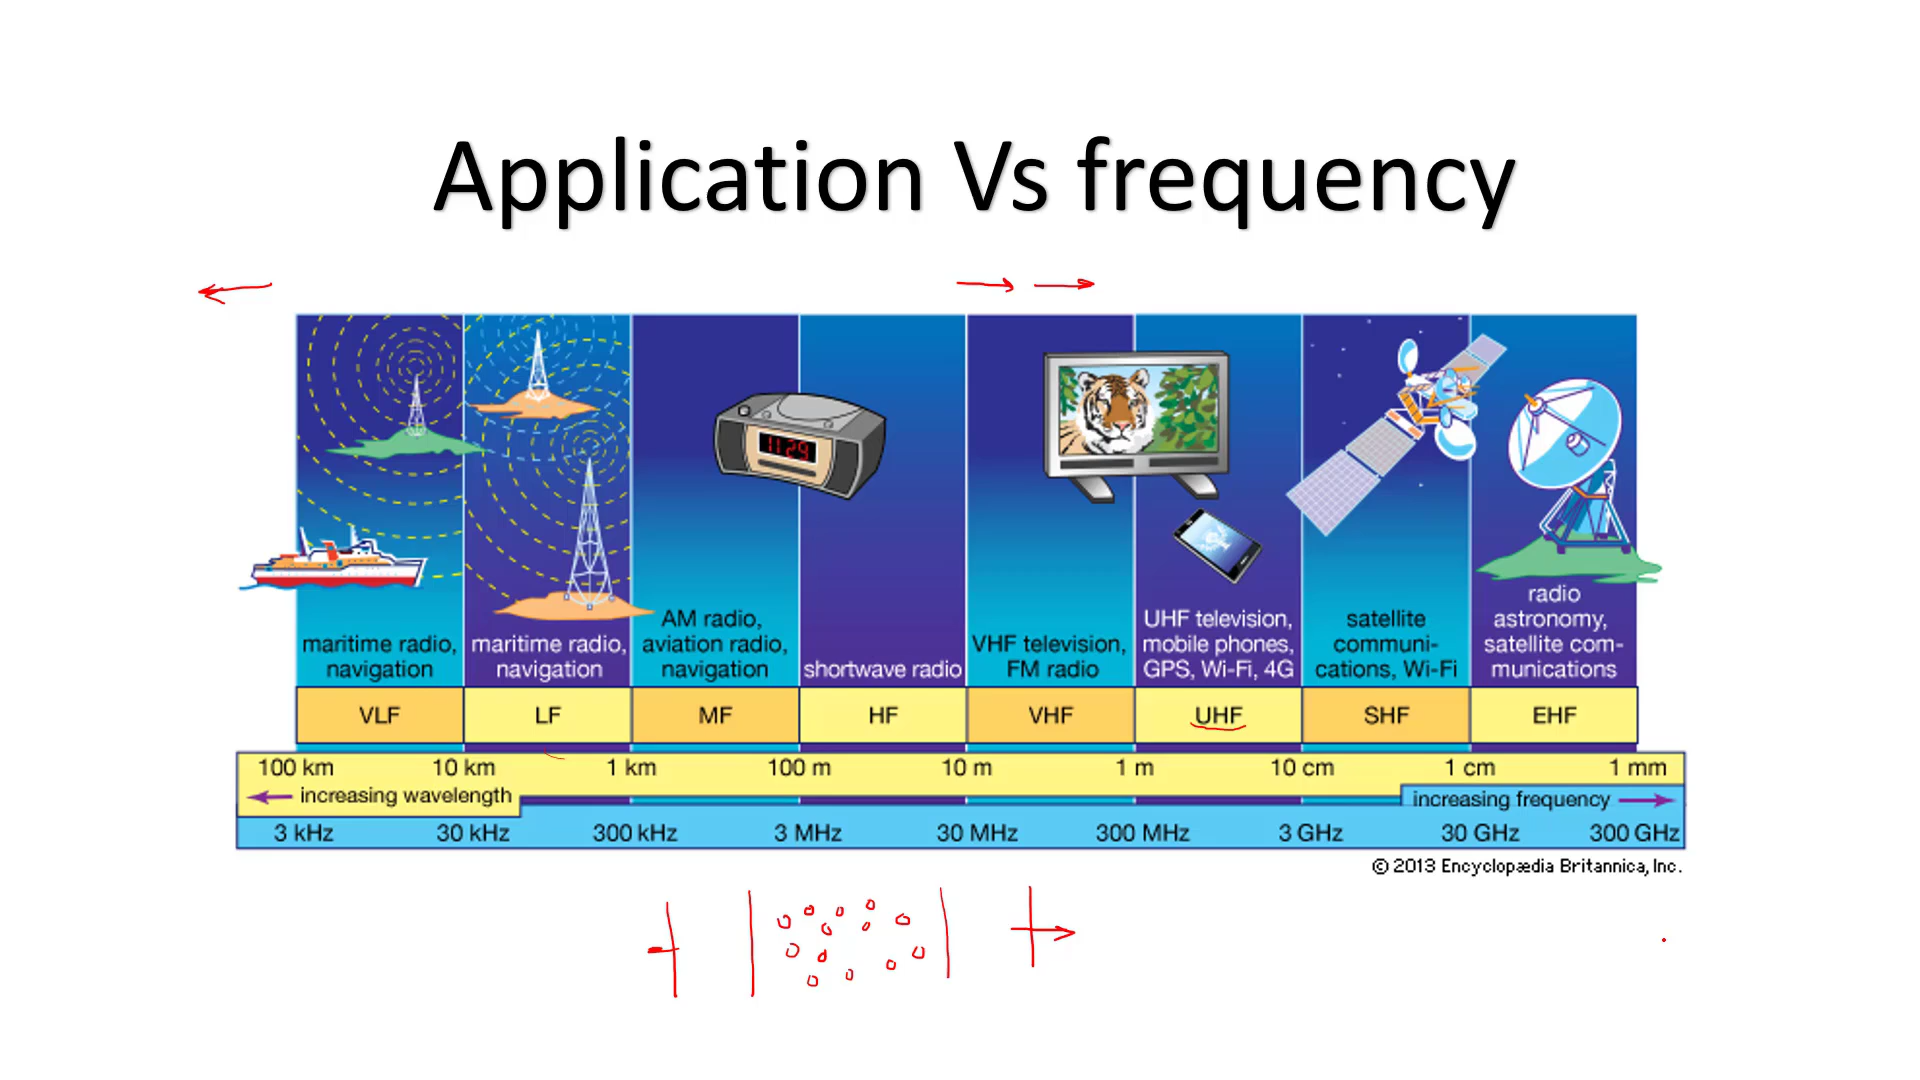 Application Vs frequency
11:29
maritime radio,
navigation
maritime radio,
navigation
AM radio,
aviation radio,
navigation
shortwave radio
VHF television,
FM radio
UHF television,
mobile phones,
GPS, Wi-Fi, 4G
satellite
communi-
cations, Wi-Fi
radio
astronomy,
satellite com-
munications
VLF LF MF HF VHF UHF SHF EHF
100 km 10 km 1 km 100 m 10 m 1 m 10 cm 1 cm 1 mm
increasing wavelength
increasing frequency
3 kHz 30 kHz 300 kHz 3 MHz 30 MHz 300 MHz 3 GHz 30 GHz 300 GHz
© 2013 Encyclopædia Britannica, Inc.